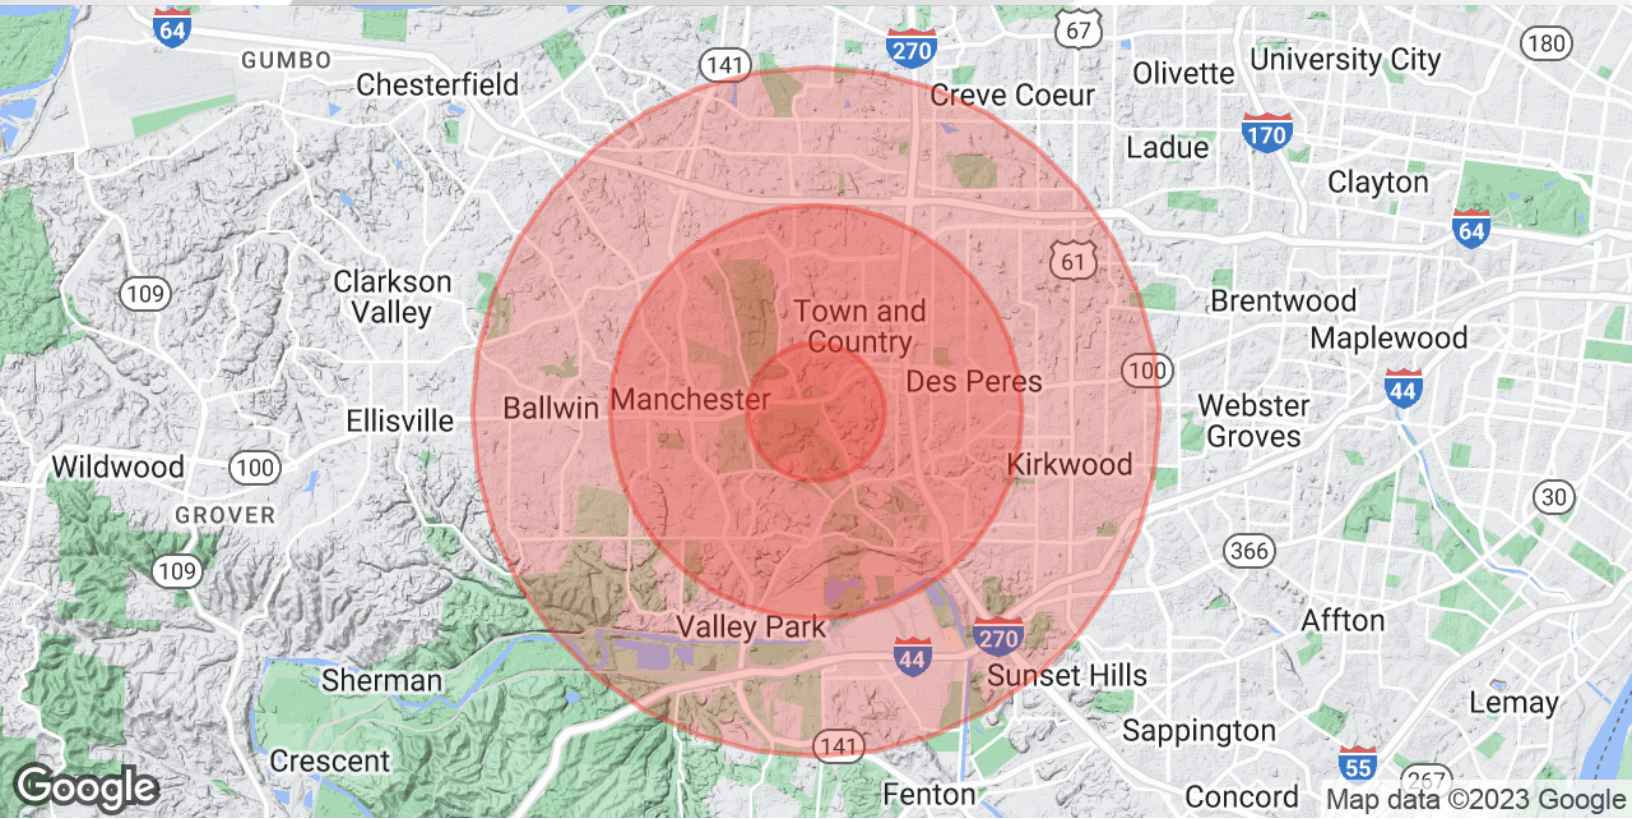 64
GUMBO
Chesterfield
141
270
67
Creve Coeur
Olivette
University City
180
170
Ladue
Clayton
64
61
109
Clarkson
Valley
Town and
Country
Brentwood
Maplewood
100
Des Peres
44
Manchester
Ballwin
Ellisville
Webster
Groves
Wildwood
100
Kirkwood
30
GROVER
366
109
Valley Park
Affton
270
44
Sunset Hills
Sherman
Lemay
Sappington
141
Crescent
55
267
Fenton
Concord
Google
Map data ©2023 Google